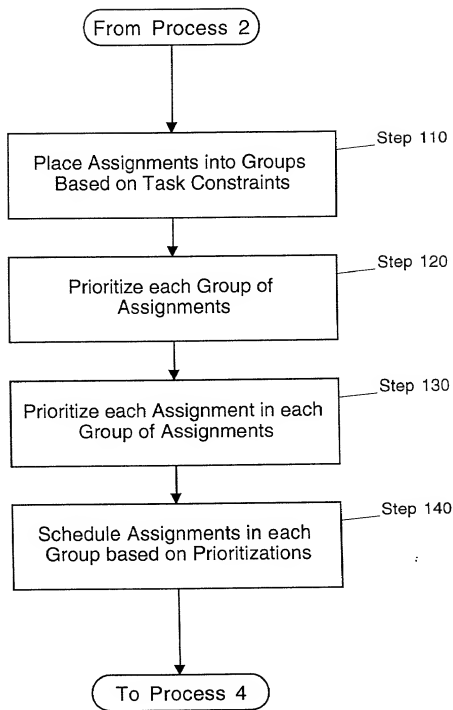 From Process 2
Step 110
Place Assignments into Groups
Based on Task Constraints
Step 120
Prioritize each Group of
Assignments
Step 130
Prioritize each Assignment in each
Group of Assignments
Step 140
Schedule Assignments in each
Group based on Prioritizations
To Process 4